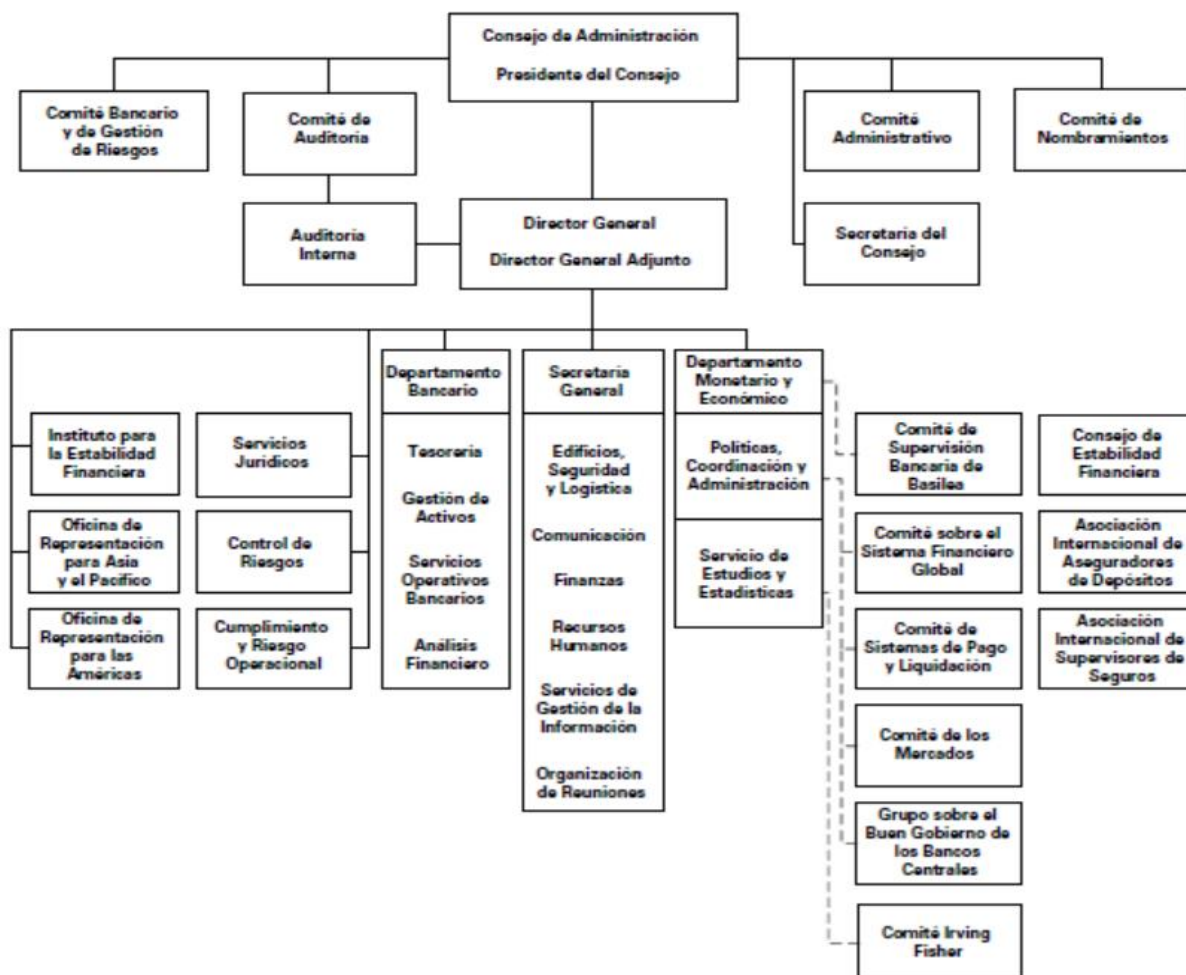 Consejo de Administración
Presidente del Consejo
Comité Bancario
y de Gestión
de Riesgos
Comité de
Auditoría
Comité
Administrativo
Comité de
Nombramientos
Auditoría
Interna
Director General
Director General Adjunto
Secretaría del
Consejo
Departamento
Bancario
Secretaría
General
Departamento
Monetario y
Económico
Instituto para
la Estabilidad
Financiera
Servicios
Jurídicos
Oficina de
Representación
para Asia
y el Pacífico
Control de
Riesgos
Oficina de
Representación
para las
Américas
Cumplimiento
y Riesgo
Operacional
Tesorería
Gestión de
Activos
Servicios
Operativos
Bancarios
Análisis
Financiero
Edificios,
Seguridad
y Logística
Comunicación
Finanzas
Recursos
Humanos
Servicios de
Gestión de la
Información
Organización
de Reuniones
Políticas,
Coordinación y
Administración
Servicio de
Estudios y
Estadísticas
Comité de
Supervisión
Bancaria de
Basilea
Consejo de
Estabilidad
Financiera
Comité sobre el
Sistema Financiero
Global
Asociación
Internacional de
Aseguradores
de Depósitos
Comité de
Sistemas de Pago
y Liquidación
Asociación
Internacional de
Supervisores de
Seguros
Comité de los
Mercados
Grupo sobre el
Buen Gobierno de
los Bancos
Centrales
Comité Irving
Fisher